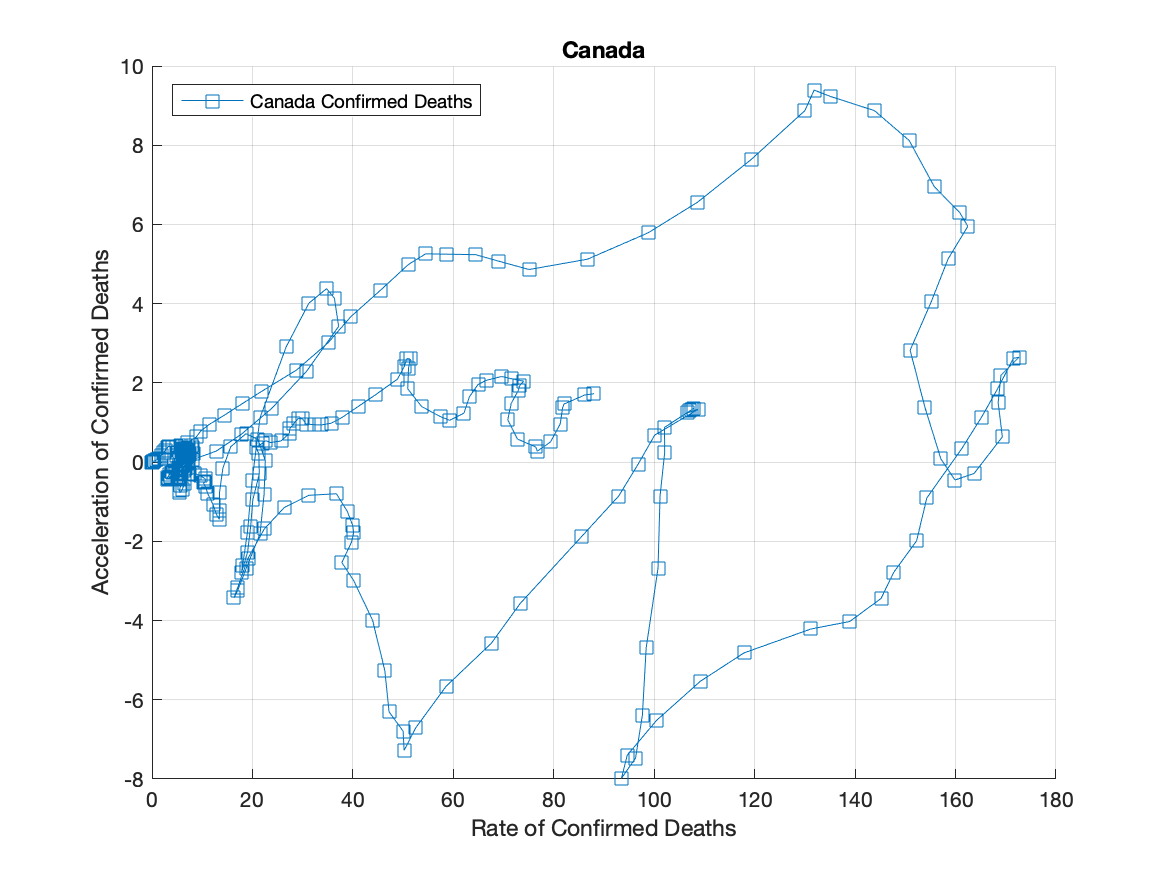 Canada
Canada Confirmed Deaths
10
8
6
4
2
0
-2
-4
-6
-8
Acceleration of Confirmed Deaths
0 20 40 60 80 100 120 140 160 180
Rate of Confirmed Deaths